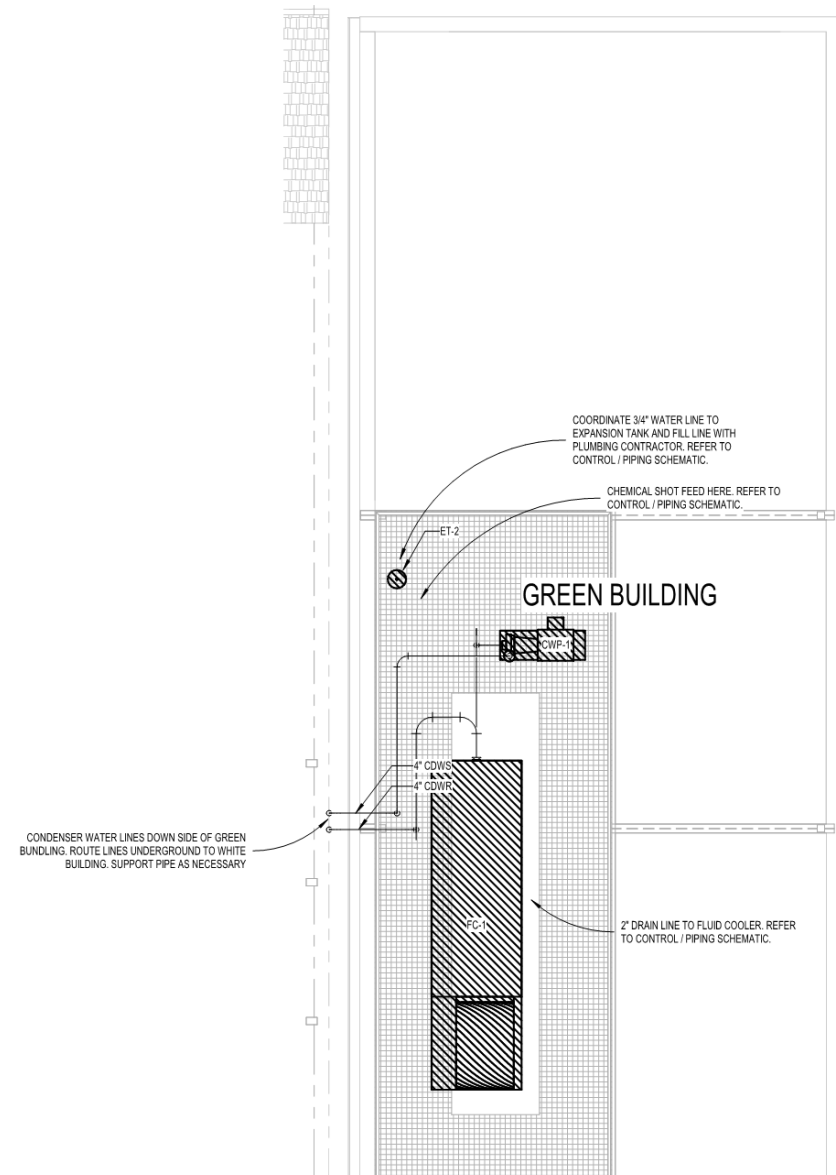 COORDINATE 3/4" WATER LINE TO
EXPANSION TANK AND FILL LINE WITH
PLUMBING CONTRACTOR. REFER TO
CONTROL / PIPING SCHEMATIC.
CHEMICAL SHOT FEED HERE. REFER TO
CONTROL / PIPING SCHEMATIC.
ET-2
GREEN BUILDING
CWP-1
4" CDWS
4" CDWR
CONDENSER WATER LINES DOWN SIDE OF GREEN
BUNDLING. ROUTE LINES UNDERGROUND TO WHITE
BUILDING. SUPPORT PIPE AS NECESSARY
FC-1
2" DRAIN LINE TO FLUID COOLER. REFER
TO CONTROL / PIPING SCHEMATIC.